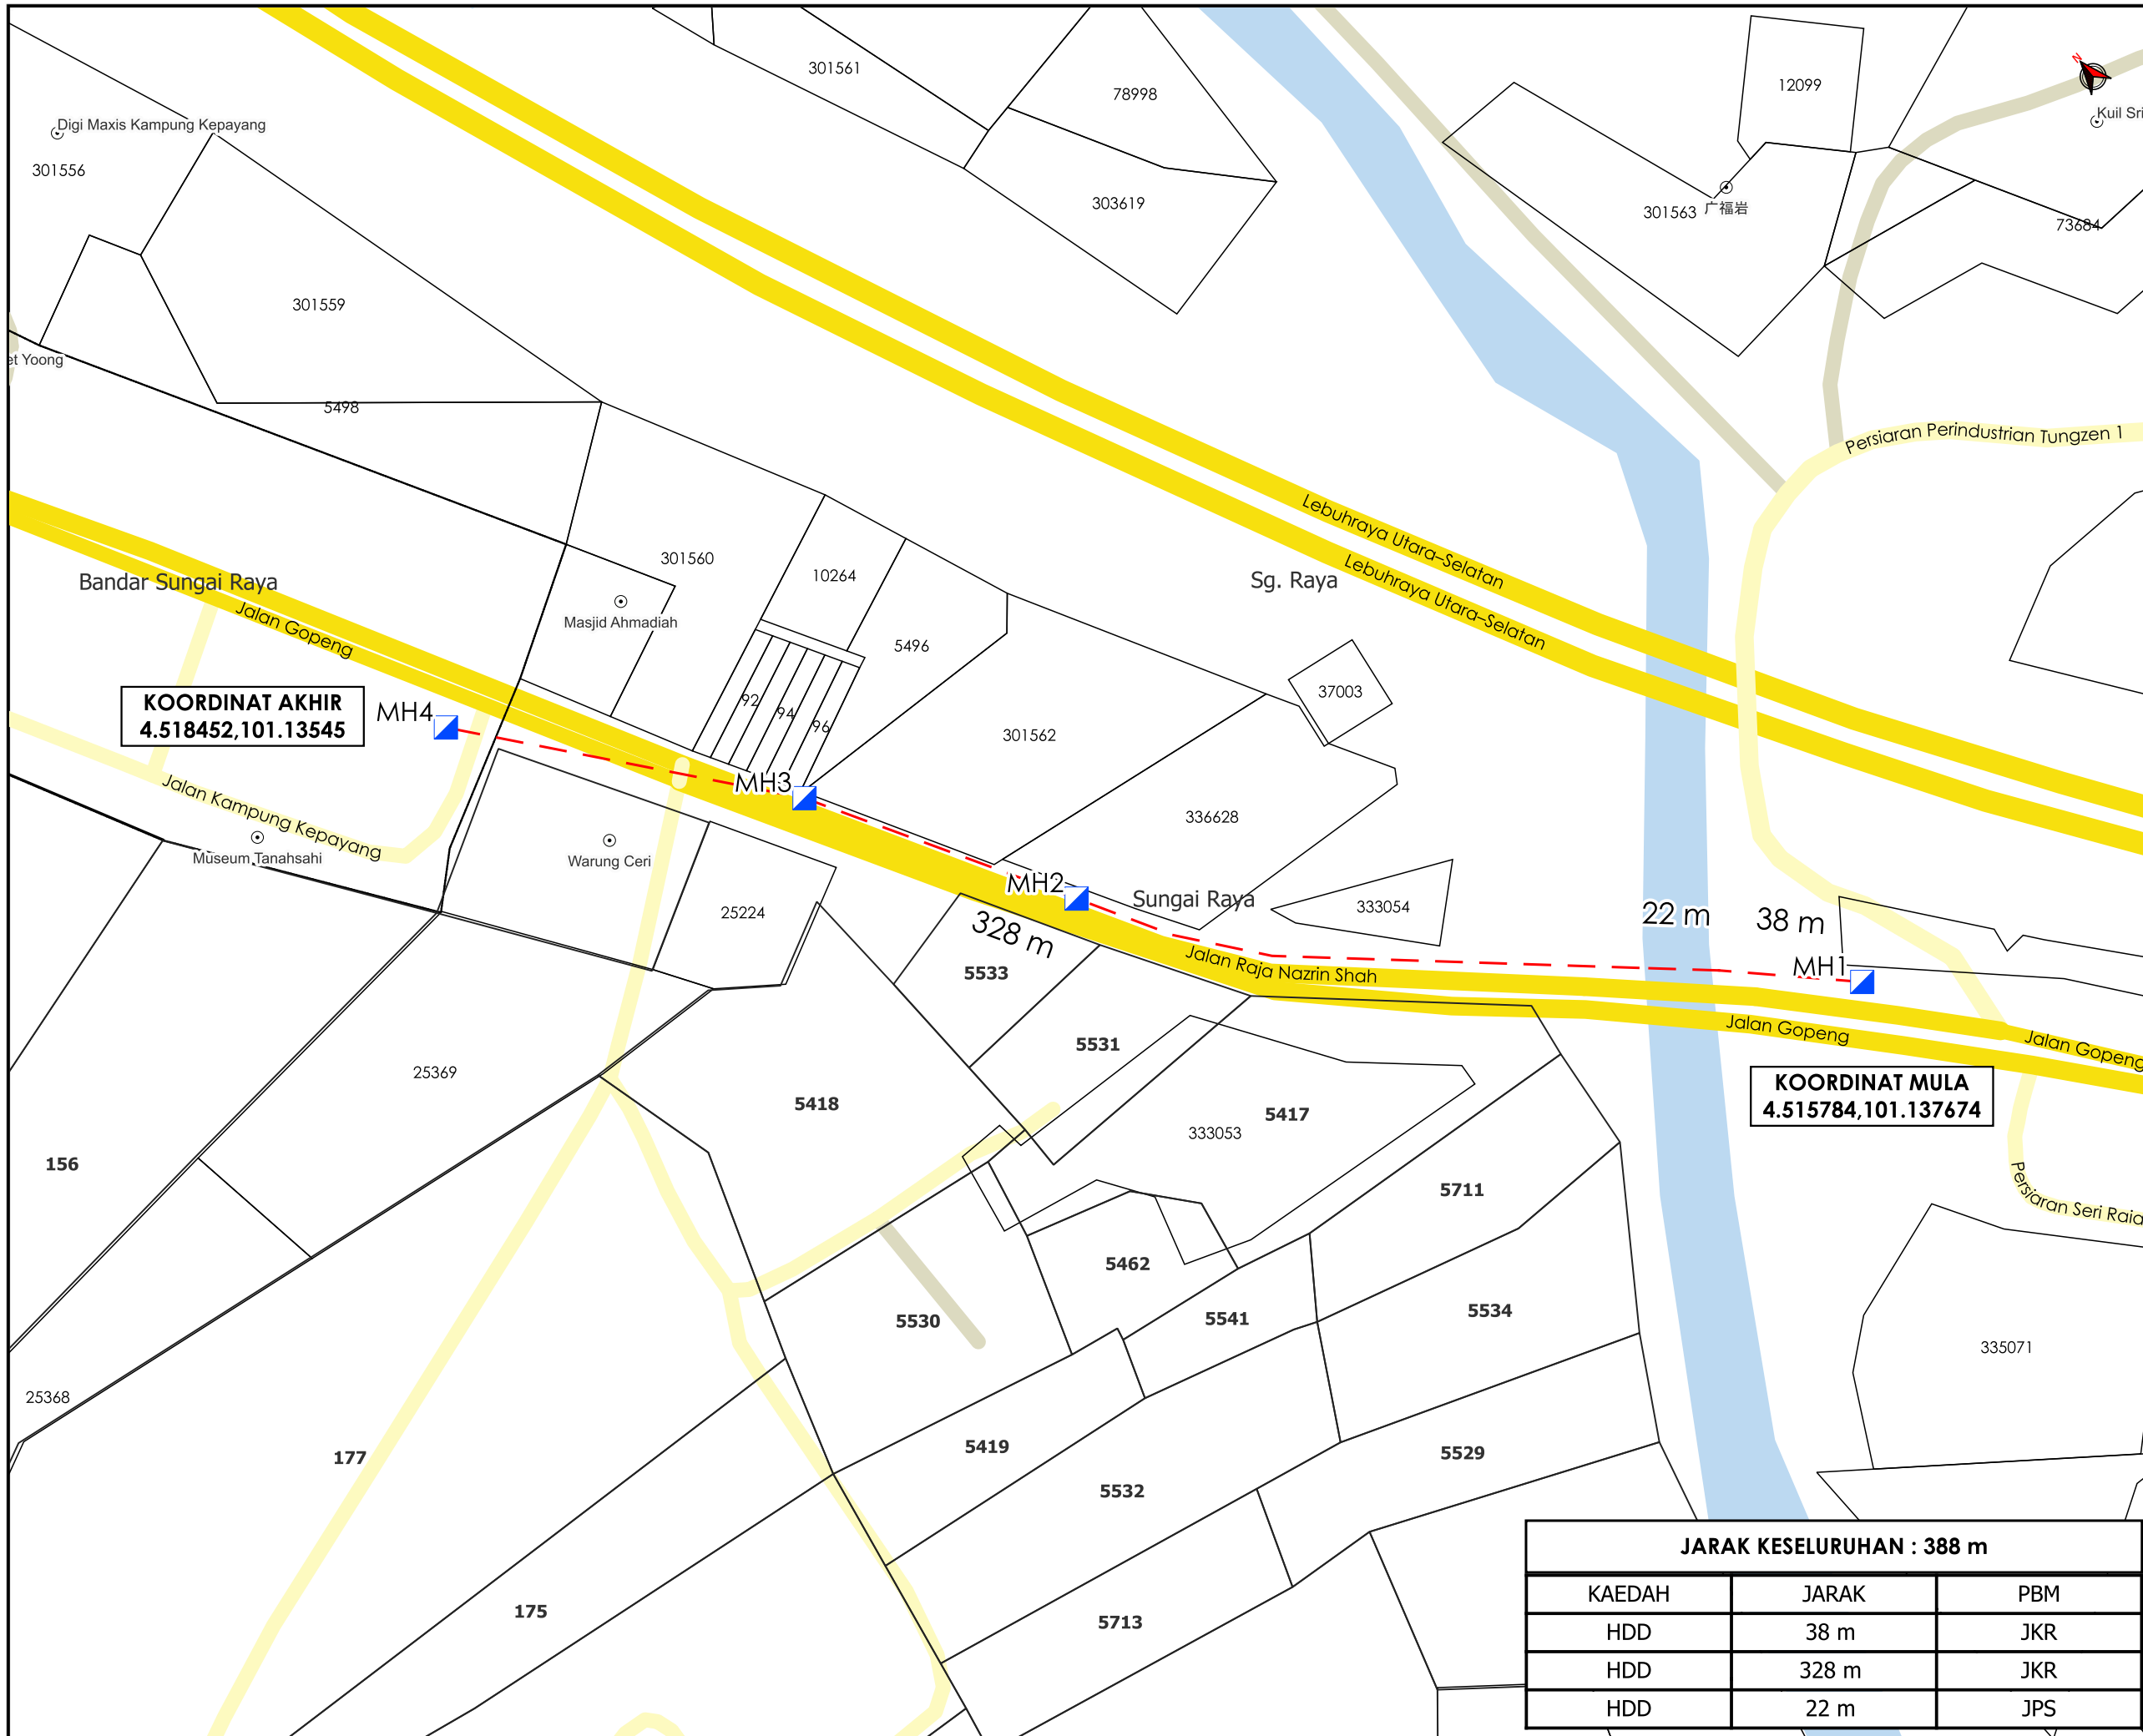 301561
78998
12099
N
Kuil Sri
Digi Maxis Kampung Kepayang
301556
303619
301563
广福岩
73684
301559
et Yoong
5498
Persiaran Perindustrian Tungzen 1
Lebuhraya Utara-Selatan
Lebuhraya Utara-Selatan
Bandar Sungai Raya
301560
10264
Sg. Raya
Jalan Gopeng
Masjid Ahmadiah
5496
KOORDINAT AKHIR
4.518452,101.13545
MH4
92
94
96
37003
301562
MH3
Jalan Kampung Kepayang
Museum Tanahsahi
Warung Ceri
336628
MH2
Sungai Raya
333054
25224
328 m
22 m
38 m
5533
Jalan Raja Nazrin Shah
MH1
Jalan Gopeng
Jalan Gopeng
5531
25369
KOORDINAT MULA
4.515784,101.137674
5418
5417
333053
156
5711
Persiaran Seri Raia
5462
5530
5541
5534
335071
25368
177
5419
5529
5532
175
5713
JARAK KESELURUHAN : 388 m
KAEDAH JARAK PBM
HDD 38 m JKR
HDD 328 m JKR
HDD 22 m JPS